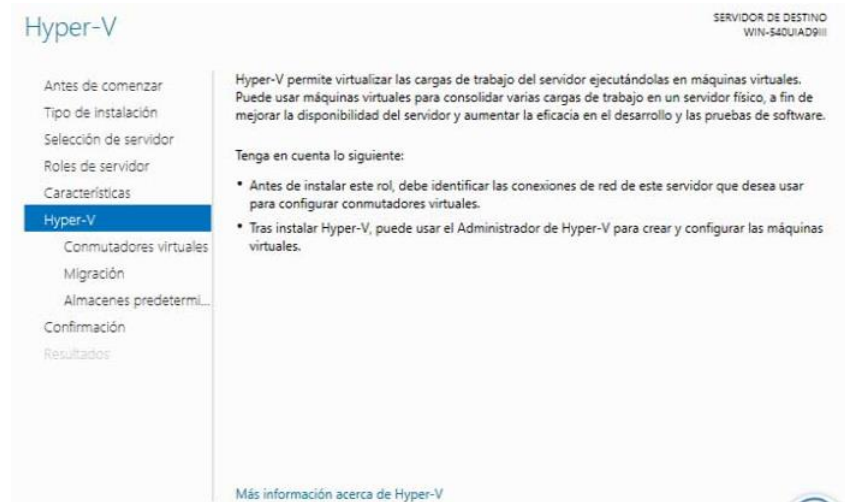 Hyper-V
SERVIDOR DE DESTINO
WIN-540UIAD9III
Antes de comenzar
Tipo de instalación
Selección de servidor
Roles de servidor
Características
Hyper-V
Conmutadores virtuales
Migración
Almacenes predetermi...
Confirmación
Resultados
Hyper-V permite virtualizar las cargas de trabajo del servidor ejecutándolas en máquinas virtuales.
Puede usar máquinas virtuales para consolidar varias cargas de trabajo en un servidor físico, a fin de
mejorar la disponibilidad del servidor y aumentar la eficacia en el desarrollo y las pruebas de software.
Tenga en cuenta lo siguiente:
• Antes de instalar este rol, debe identificar las conexiones de red de este servidor que desea usar
para configurar conmutadores virtuales.
• Tras instalar Hyper-V, puede usar el Administrador de Hyper-V para crear y configurar las máquinas
virtuales.
Más información acerca de Hyper-V